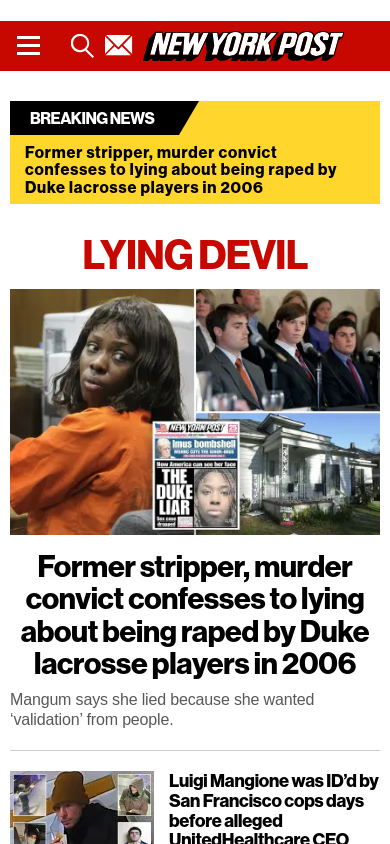 NEW YORK POST
BREAKING NEWS
Former stripper, murder convict
confesses to lying about being raped by
Duke lacrosse players in 2006
LYING DEVIL
NEW YORK POST
Imus bombshell
Now America can see her face
THE
DUKE
LIAR
Former stripper, murder
convict confesses to lying
about being raped by Duke
lacrosse players in 2006
Mangum says she lied because she wanted
‘validation’ from people.
Luigi Mangione was ID’d by
San Francisco cops days
before alleged
UnitedHealthcare CEO